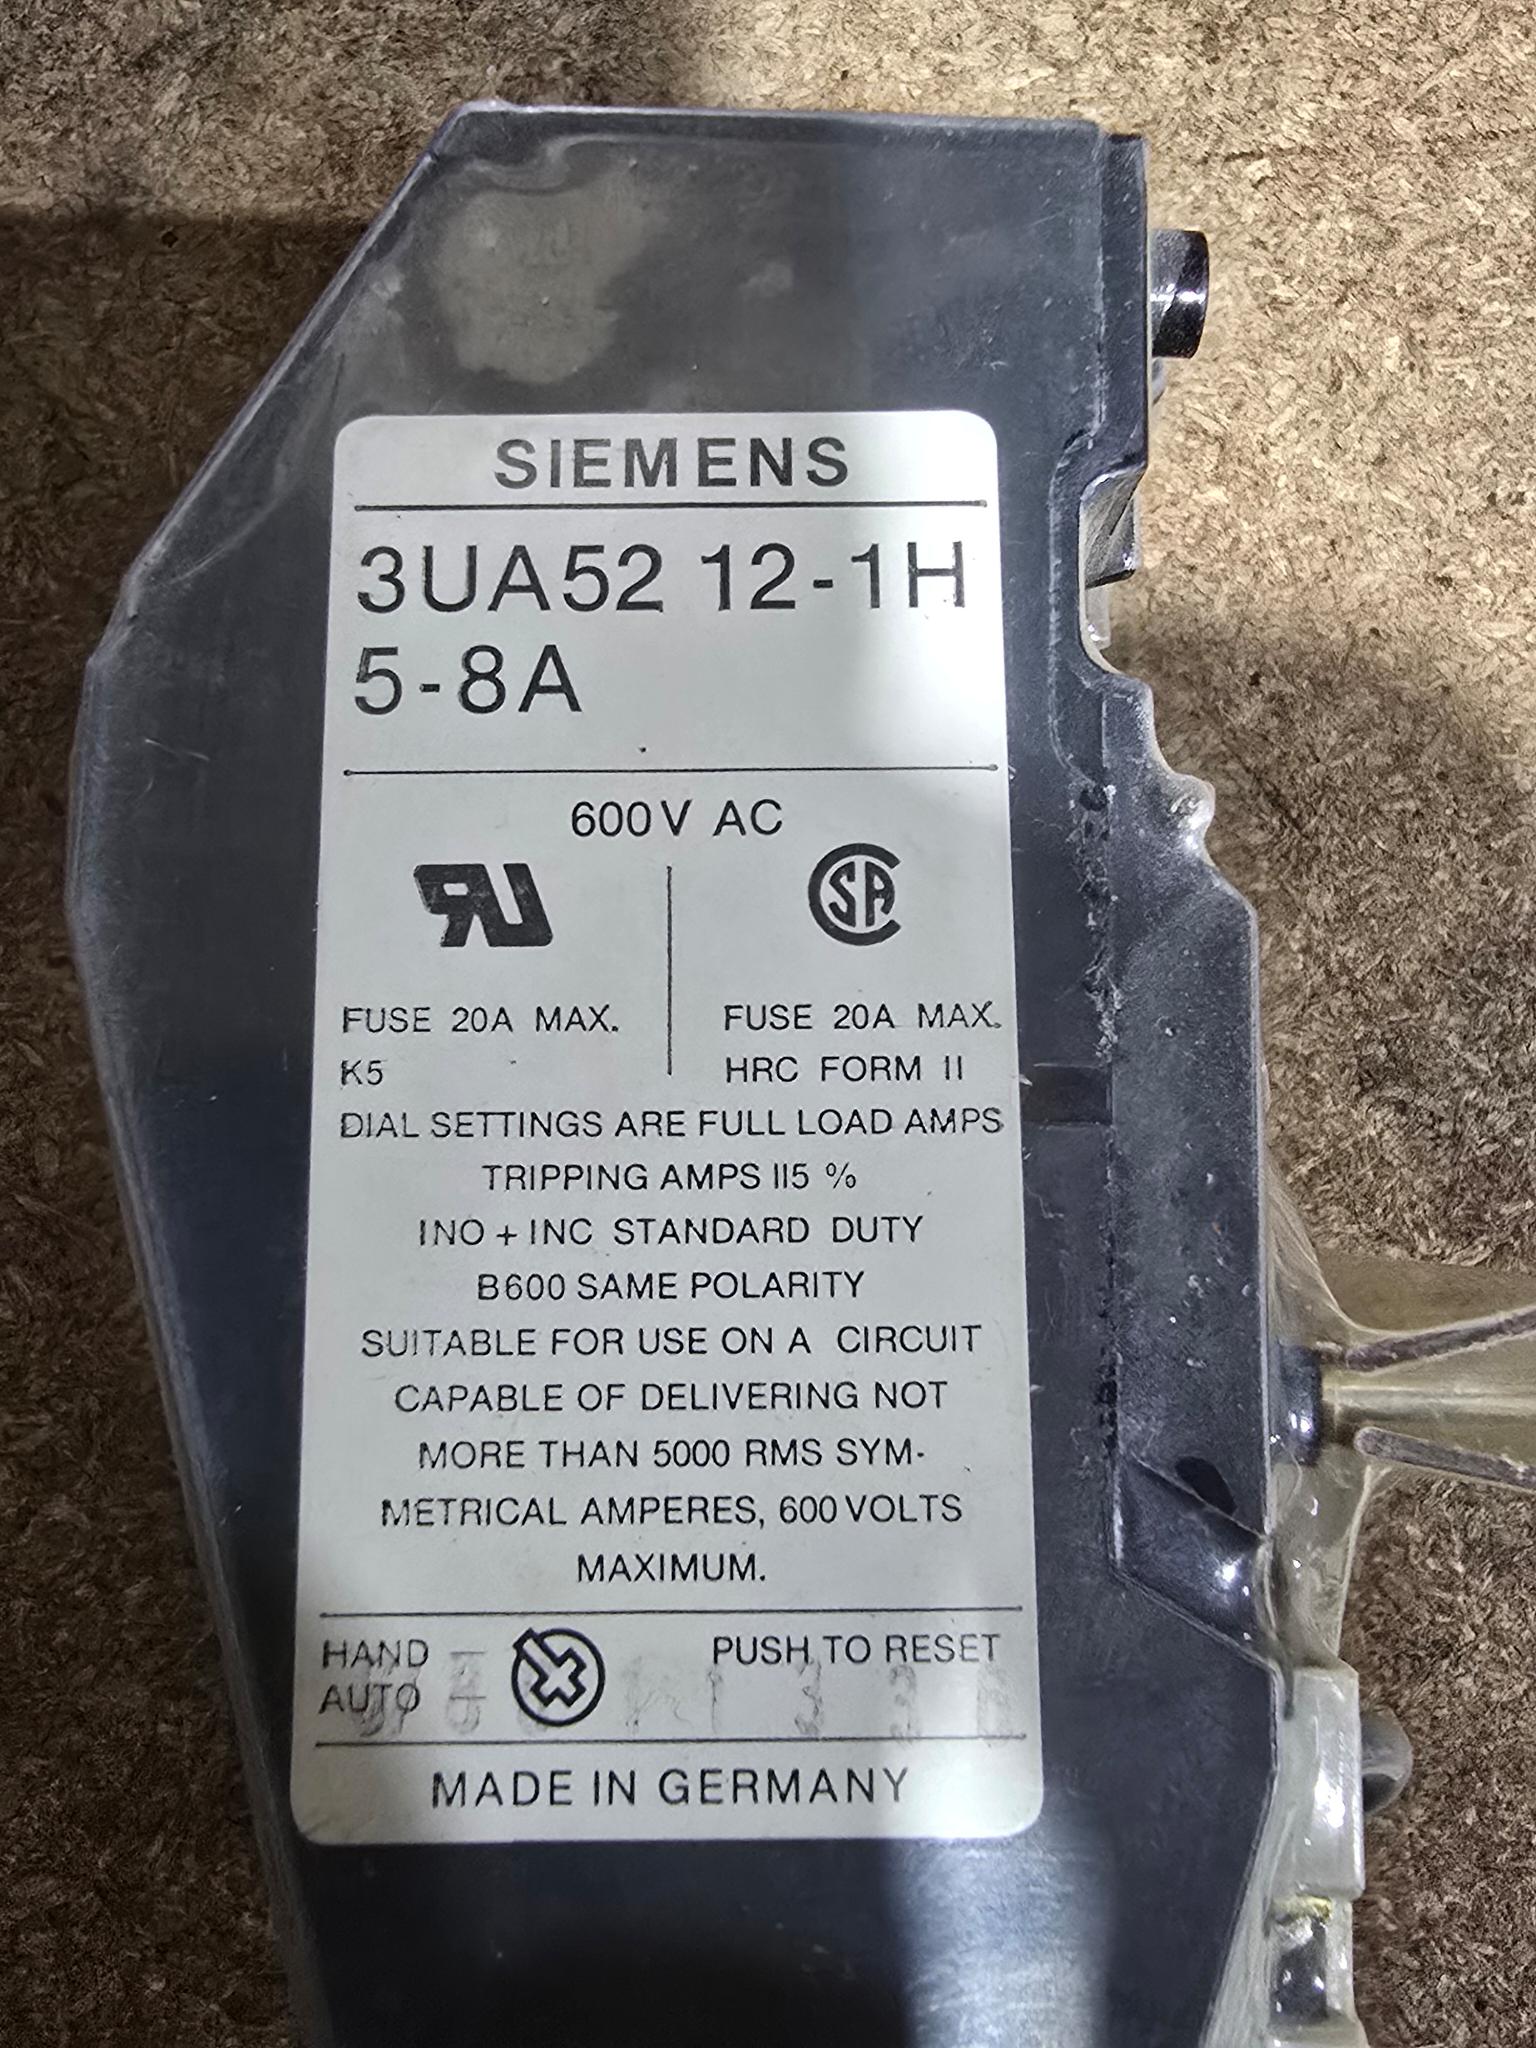 SIEMENS
3UA52 12-1H
5-8A
600V AC
FUSE 20A MAX.
K5
FUSE 20A MAX.
HRC FORM II
DIAL SETTINGS ARE FULL LOAD AMPS
TRIPPING AMPS 115 %
INO + INC STANDARD DUTY
B600 SAME POLARITY
SUITABLE FOR USE ON A CIRCUIT
CAPABLE OF DELIVERING NOT
MORE THAN 5000 RMS SYM-
METRICAL AMPERES, 600 VOLTS
MAXIMUM.
HAND
AUTO
PUSH TO RESET
MADE IN GERMANY